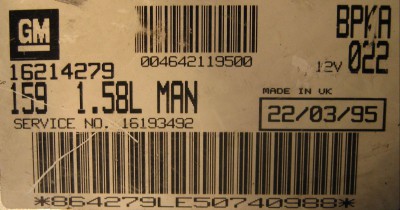 GM
BPKA
004642119500
12V 022
16214279
159 1.58L MAN
MADE IN UK
SERVICE NO. 16193492
22/03/95
*864279LE50740988*